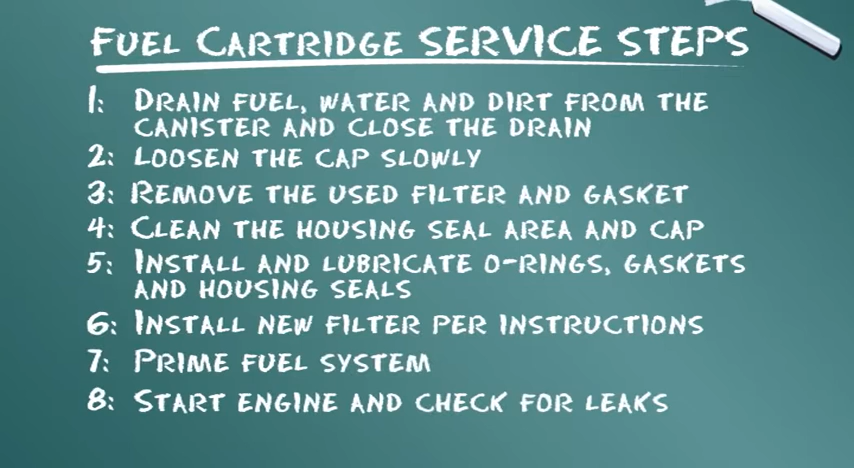 FUEL CARTRIDGE SERVICE STEPS
1: DRAIN FUEL, WATER AND DIRT FROM THE
CANISTER AND CLOSE THE DRAIN
2: LOOSEN THE CAP SLOWLY
3: REMOVE THE USED FILTER AND GASKET
4: CLEAN THE HOUSING SEAL AREA AND CAP
5: INSTALL AND LUBRICATE O-RINGS, GASKETS
AND HOUSING SEALS
6: INSTALL NEW FILTER PER INSTRUCTIONS
7: PRIME FUEL SYSTEM
8: START ENGINE AND CHECK FOR LEAKS